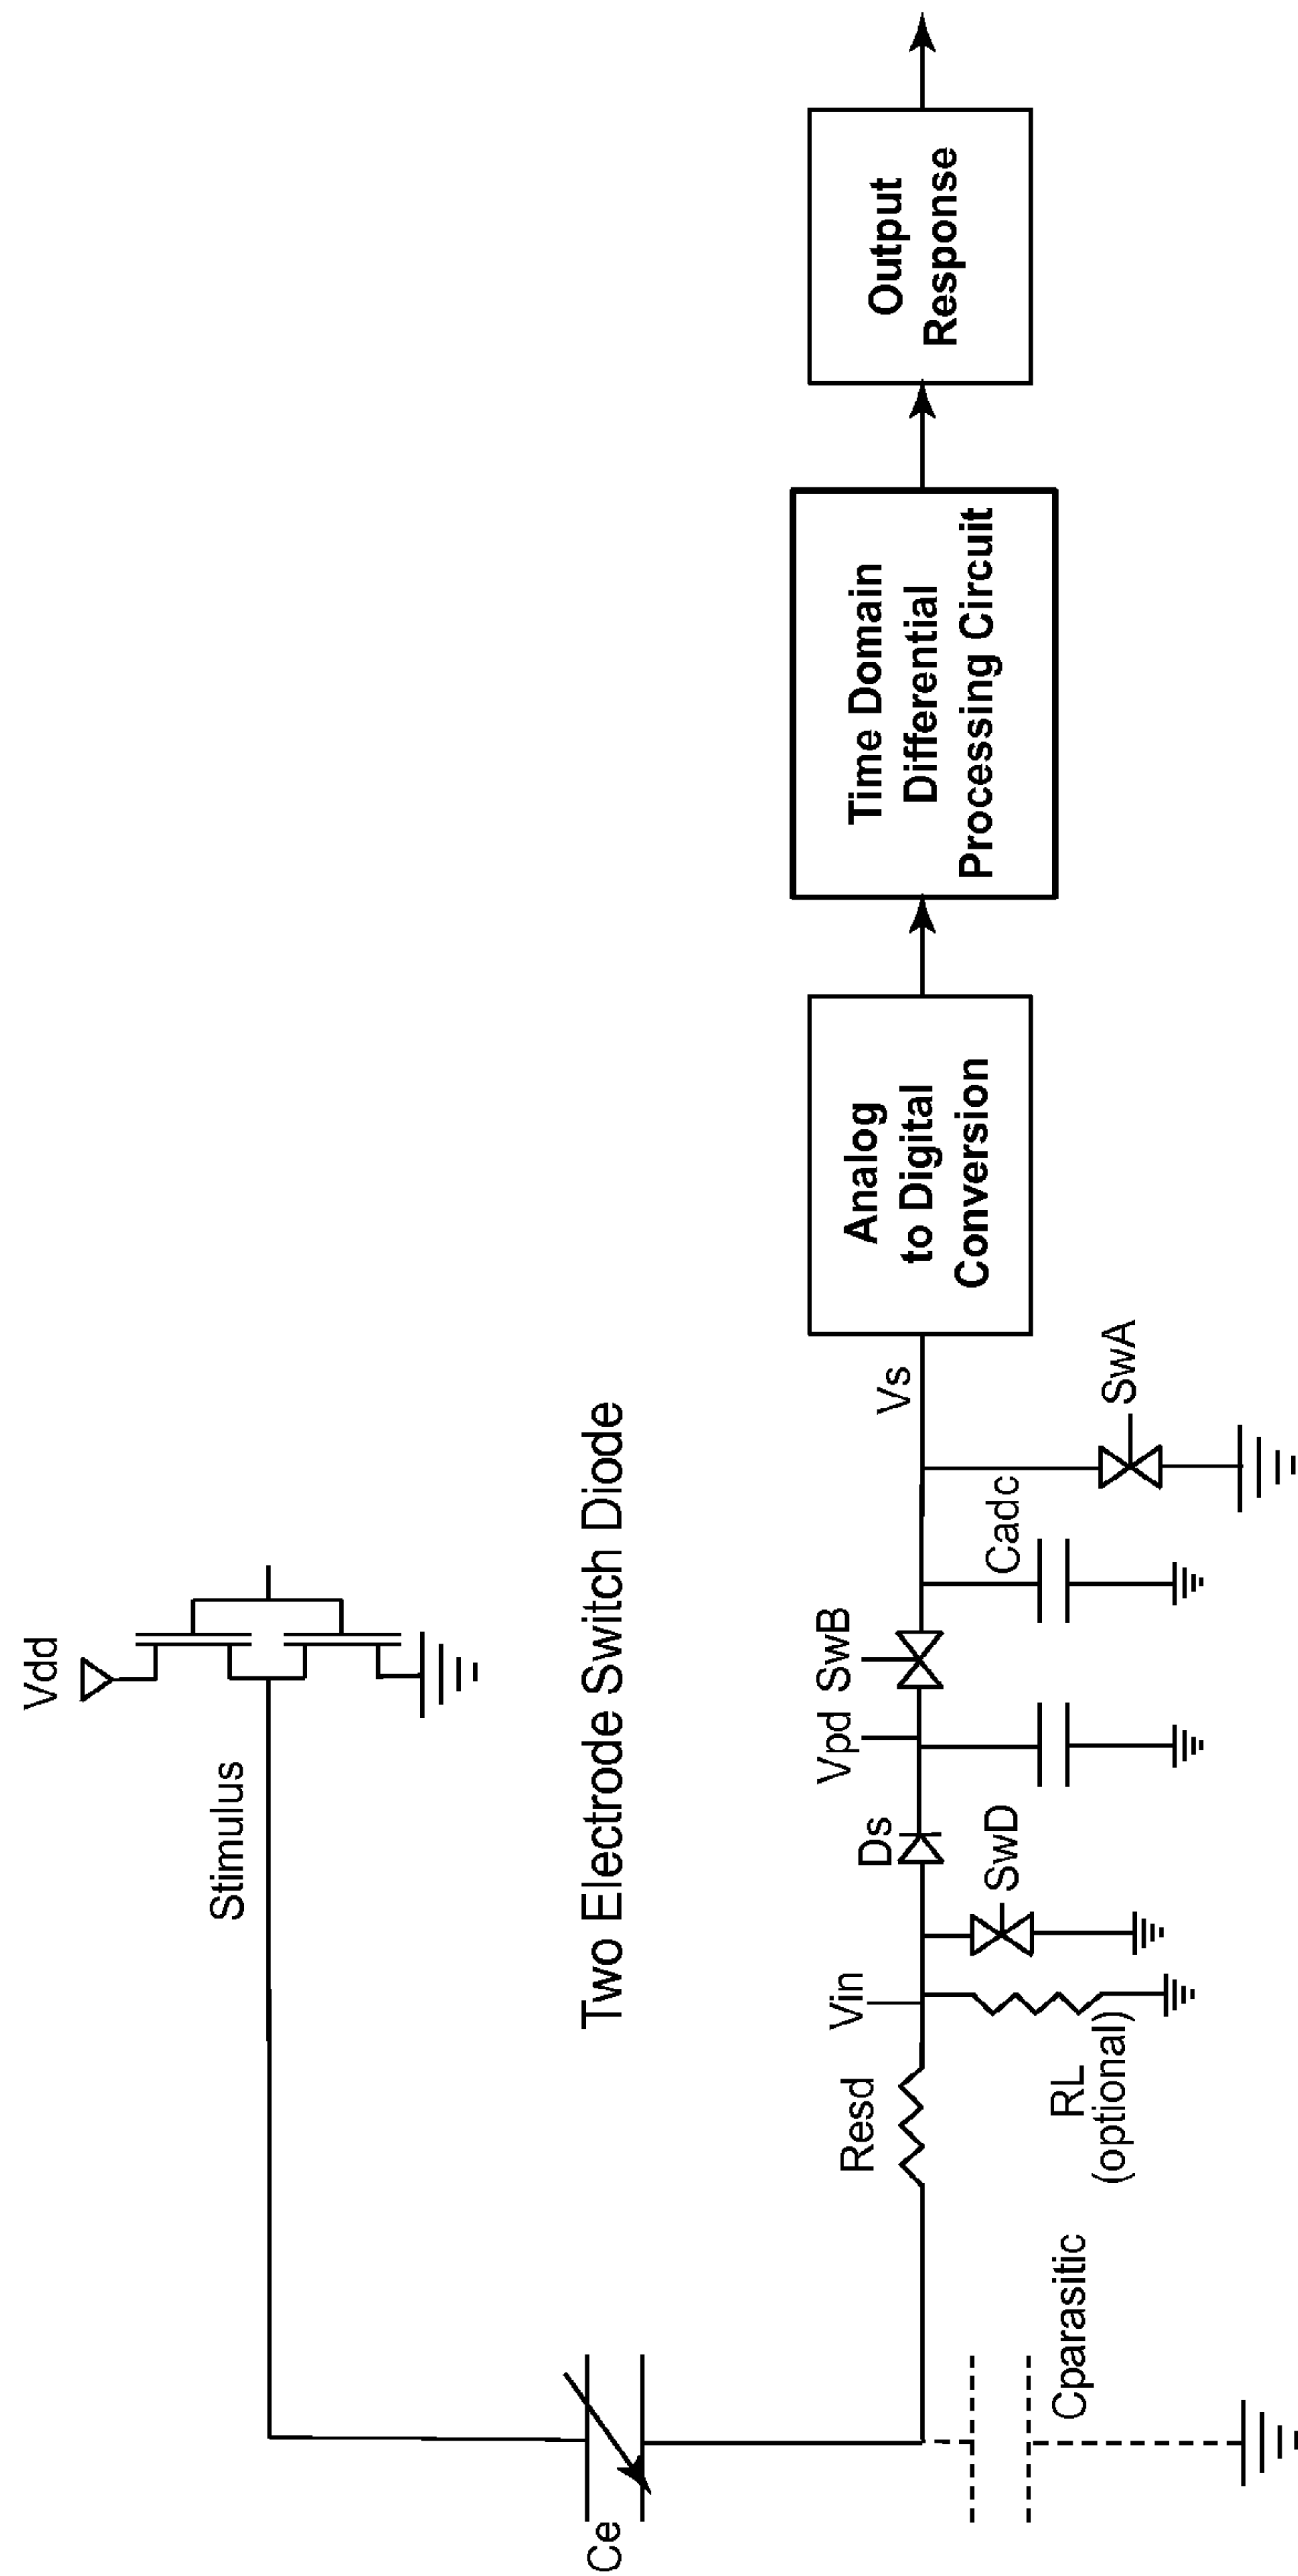 Vdd
Stimulus
Two Electrode Switch Diode
Ce
Cparasitic
Resd
Vin
RL
(optional)
SwD
Ds
Vpd
SwB
Cadc
Vs
SwA
Analog
to Digital
Conversion
Time Domain
Differential
Processing Circuit
Output
Response